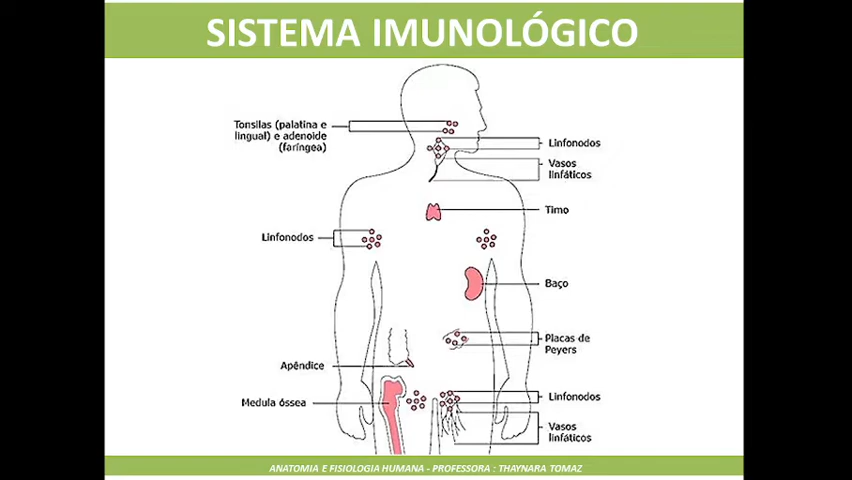 SISTEMA IMUNOLÓGICO
Tonsilas (palatina e
lingual) e adenoide
(faríngea)
Linfonodos
Vasos
linfáticos
Timo
Linfonodos
Baço
Placas de
Peyers
Apêndice
Medula óssea
Linfonodos
Vasos
linfáticos
ANATOMIA E FISIOLOGIA HUMANA - PROFESSORA : THAYNARA TOMAZ